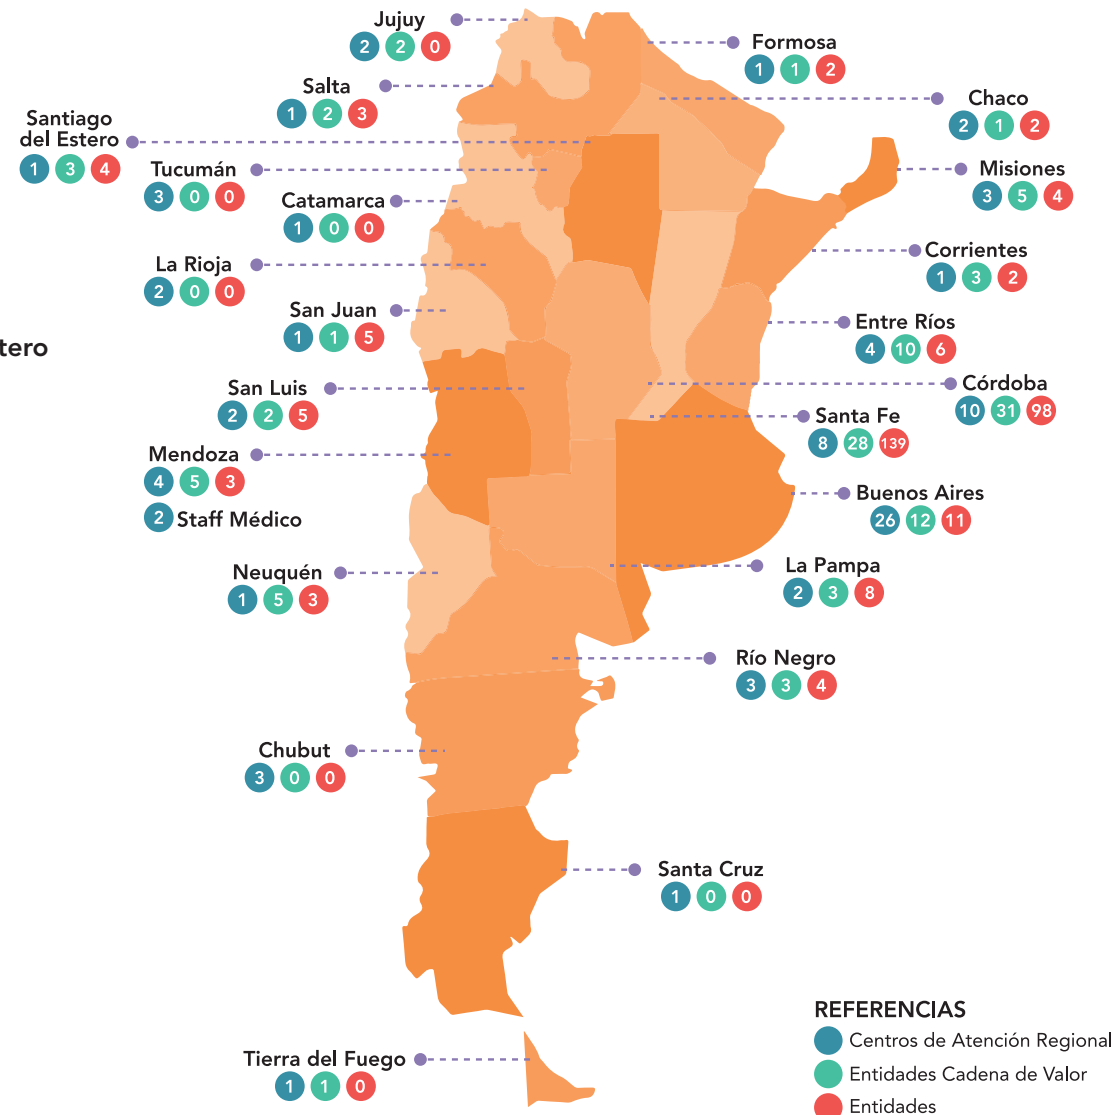 Jujuy
2 2 0
Formosa
1 1 2
Salta
1 2 3
Chaco
2 1 2
Santiago
del Estero
1 3 4
Tucumán
3 0 0
Misiones
3 5 4
Catamarca
1 0 0
Corrientes
1 3 2
La Rioja
2 0 0
San Juan
1 1 5
Entre Ríos
4 10 6
tero
San Luis
2 2 5
Córdoba
10 31 98
Santa Fe
8 28 139
Mendoza
4 5 3
2 Staff Médico
Buenos Aires
26 12 11
Neuquén
1 5 3
La Pampa
2 3 8
Río Negro
3 3 4
Chubut
3 0 0
Santa Cruz
1 0 0
Tierra del Fuego
1 1 0
REFERENCIAS
Centros de Atención Regional
Entidades Cadena de Valor
Entidades